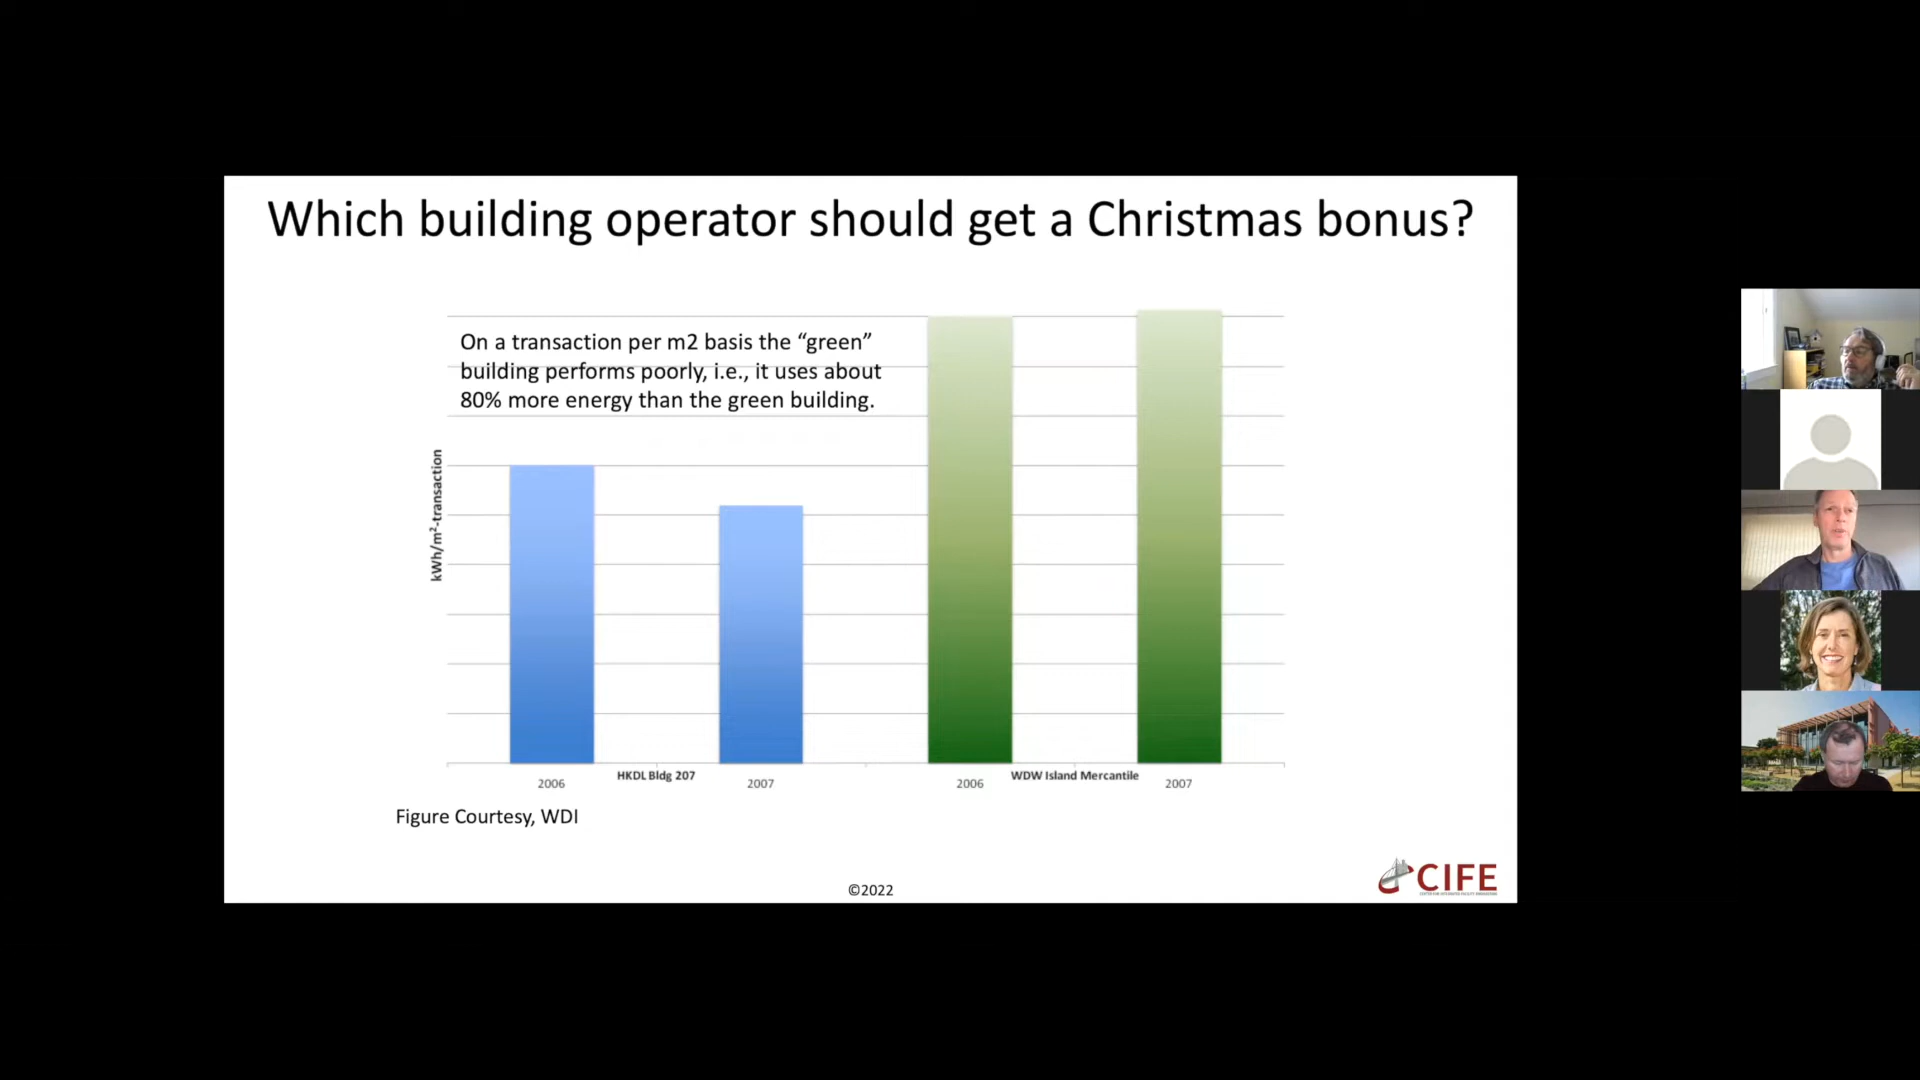 Which building operator should get a Christmas bonus?
On a transaction per m2 basis the “green”
building performs poorly, i.e., it uses about
80% more energy than the green building.
kWh/m²-transaction
2006
HKDL Bldg 207
2007
2006
WDW Island Mercantile
2007
Figure Courtesy, WDI
©2022
CIFE